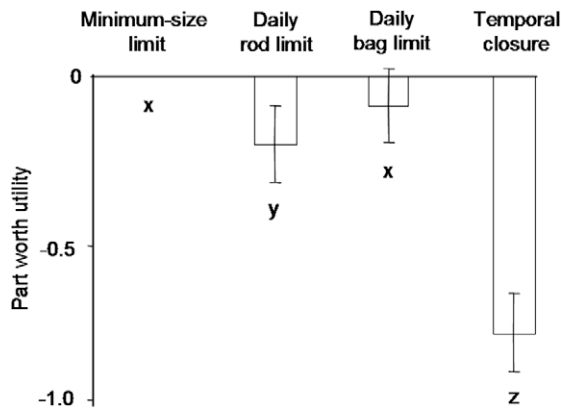 Minimum-size limit
Daily rod limit
Daily bag limit
Temporal closure
0
x
x
y
Part worth utility
-0.5
-1.0
z